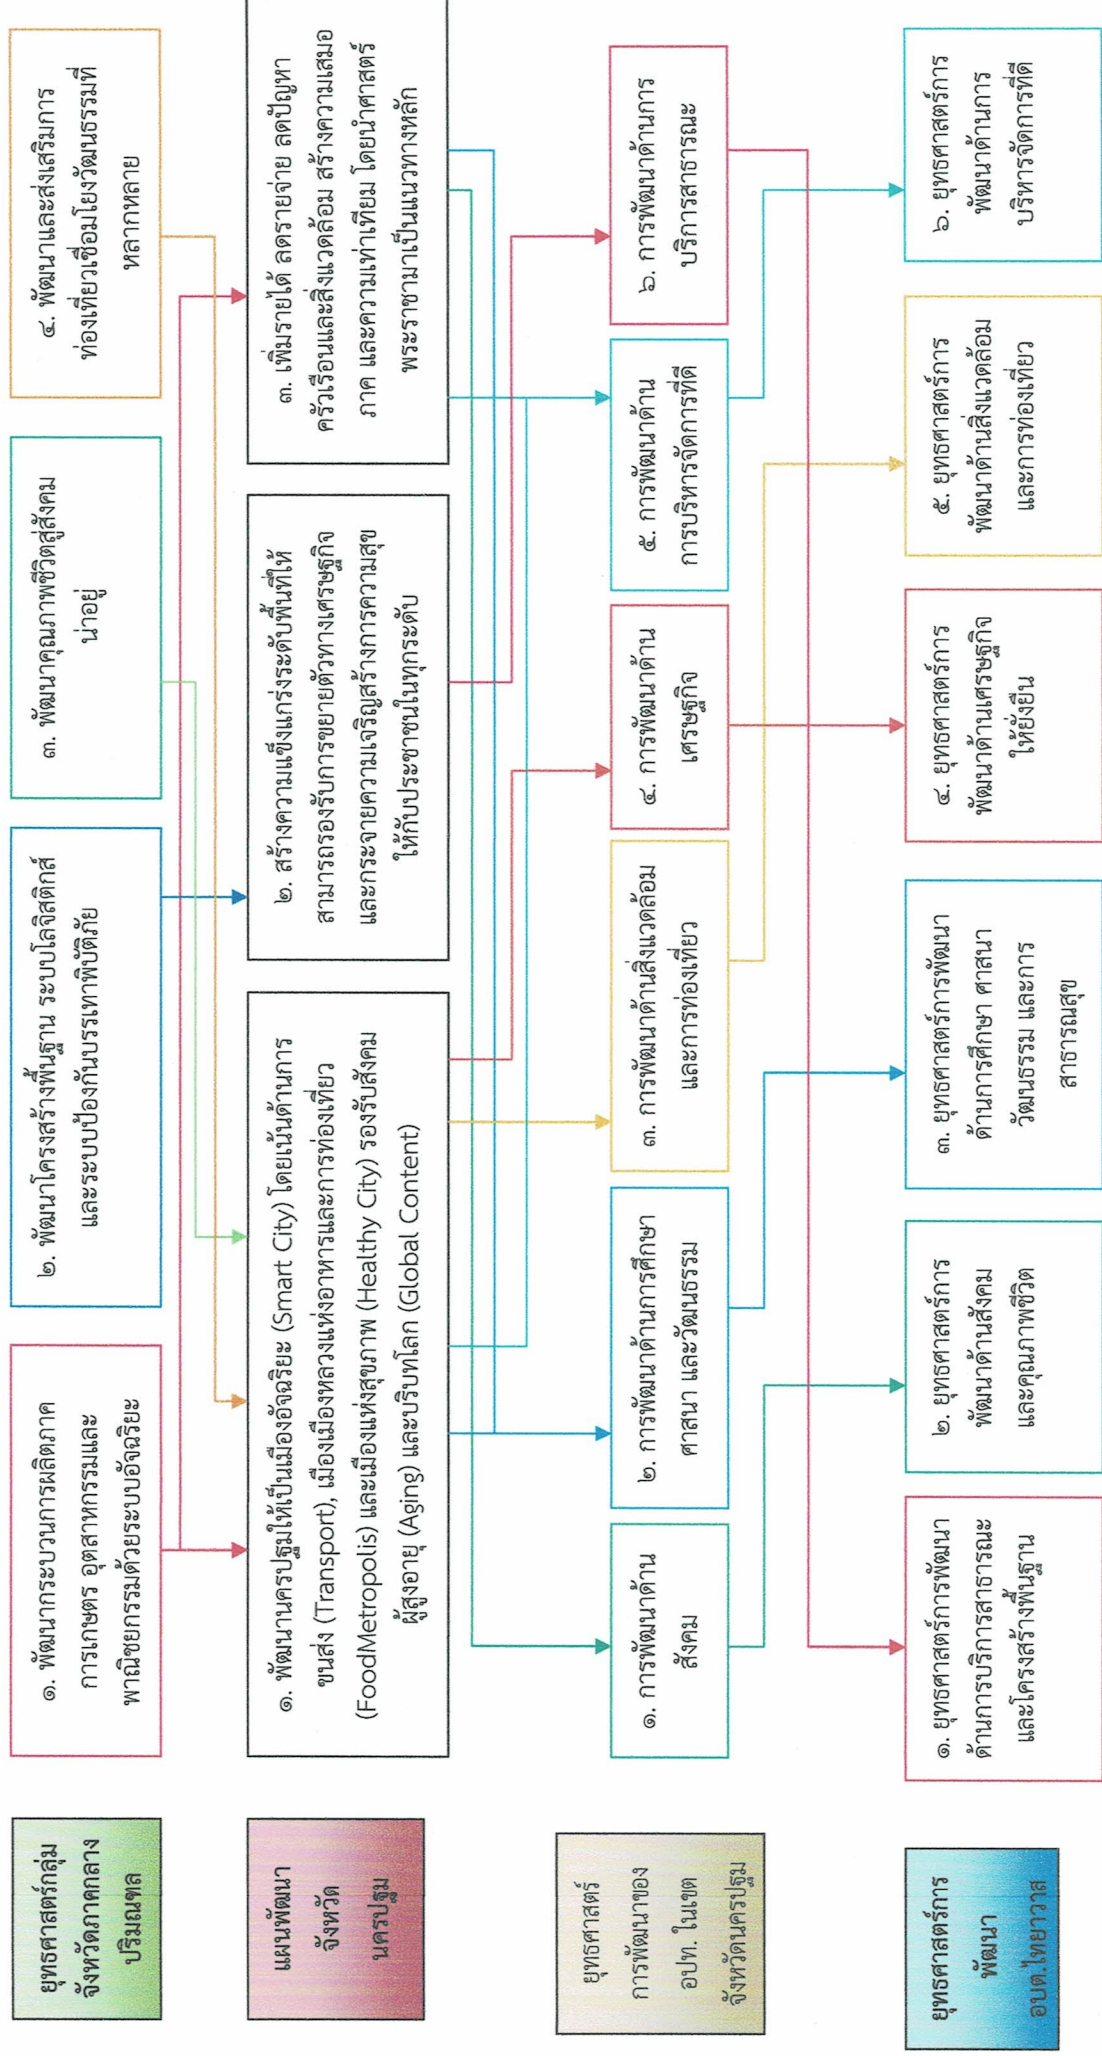 ยุทธศาสตร์กลุ่ม
จังหวัดภาคกลาง
ปริมณฑล
๑. พัฒนากระบวนการผลิตภาค
การเกษตร อุตสาหกรรมและ
พาณิชยกรรมด้วยระบบอัจฉริยะ
๒. พัฒนาโครงสร้างพื้นฐาน ระบบโลจิสติกส์
และระบบป้องกันบรรเทาพิบัติภัย
๓. พัฒนาคุณภาพชีวิตสู่สังคม
น่าอยู่
๔. พัฒนาและส่งเสริมการ
ท่องเที่ยวเชื่อมโยงวัฒนธรรมที่
หลากหลาย
แผนพัฒนา
จังหวัด
นครปฐม
๑. พัฒนานครปฐมให้เป็นเมืองอัจฉริยะ (Smart City) โดยเน้นด้านการ
ขนส่ง (Transport), เมืองเมืองหลวงแห่งอาหารและการท่องเที่ยว
(FoodMetropolis) และเมืองแห่งสุขภาพ (Healthy City) รองรับสังคม
ผู้สูงอายุ (Aging) และบริบทโลก (Global Content)
๒. สร้างความแข็งแกร่งระดับพื้นที่ให้
สามารถรองรับการขยายตัวทางเศรษฐกิจ
และกระจายความเจริญสร้างการความสุข
ให้กับประชาชนในทุกระดับ
๓. เพิ่มรายได้ ลดรายจ่าย ลดปัญหา
ครัวเรือนและสิ่งแวดล้อม สร้างความเสมอ
ภาค และความเท่าเทียม โดยนำศาสตร์
พระราชามาเป็นแนวทางหลัก
ยุทธศาสตร์
การพัฒนาของ
อปท. ในเขต
จังหวัดนครปฐม
๑. การพัฒนาด้าน
สังคม
๒. การพัฒนาด้านการศึกษา
ศาสนา และวัฒนธรรม
๓. การพัฒนาด้านสิ่งแวดล้อม
และการท่องเที่ยว
๔. การพัฒนาด้าน
เศรษฐกิจ
๕. การพัฒนาด้าน
การบริหารจัดการที่ดี
๖. การพัฒนาด้านการ
บริการสาธารณะ
ยุทธศาสตร์การ
พัฒนา
อบต.ไทยาวาส
๑. ยุทธศาสตร์การพัฒนา
ด้านการบริการสาธารณะ
และโครงสร้างพื้นฐาน
๒. ยุทธศาสตร์การ
พัฒนาด้านสังคม
และคุณภาพชีวิต
๓. ยุทธศาสตร์การพัฒนา
ด้านการศึกษา ศาสนา
วัฒนธรรม และการ
สาธารณสุข
๔. ยุทธศาสตร์การ
พัฒนาด้านเศรษฐกิจ
ให้ยั่งยืน
๕. ยุทธศาสตร์การ
พัฒนาด้านสิ่งแวดล้อม
และการท่องเที่ยว
๖. ยุทธศาสตร์การ
พัฒนาด้านการ
บริหารจัดการที่ดี